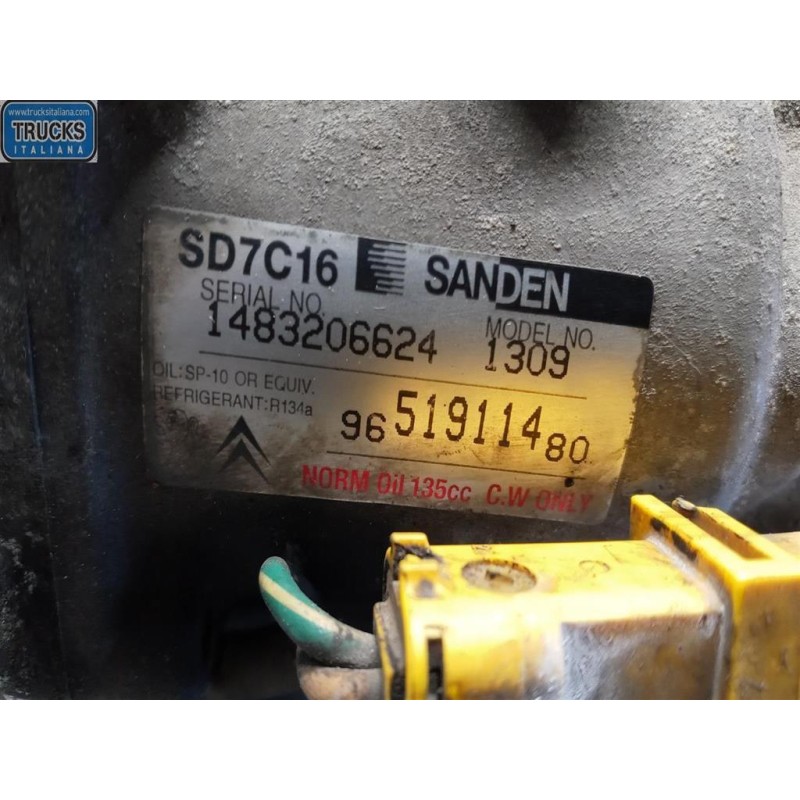 www.trucksitaliana.com
TRUCKS
ITALIANA
SD7C16 SANDEN
SERIAL NO. MODEL NO.
1483206624 1309
OIL:SP-10 OR EQUIV.
REFRIGERANT:R134a
96 519114 80
NORM Oil 135cc C.W ONLY